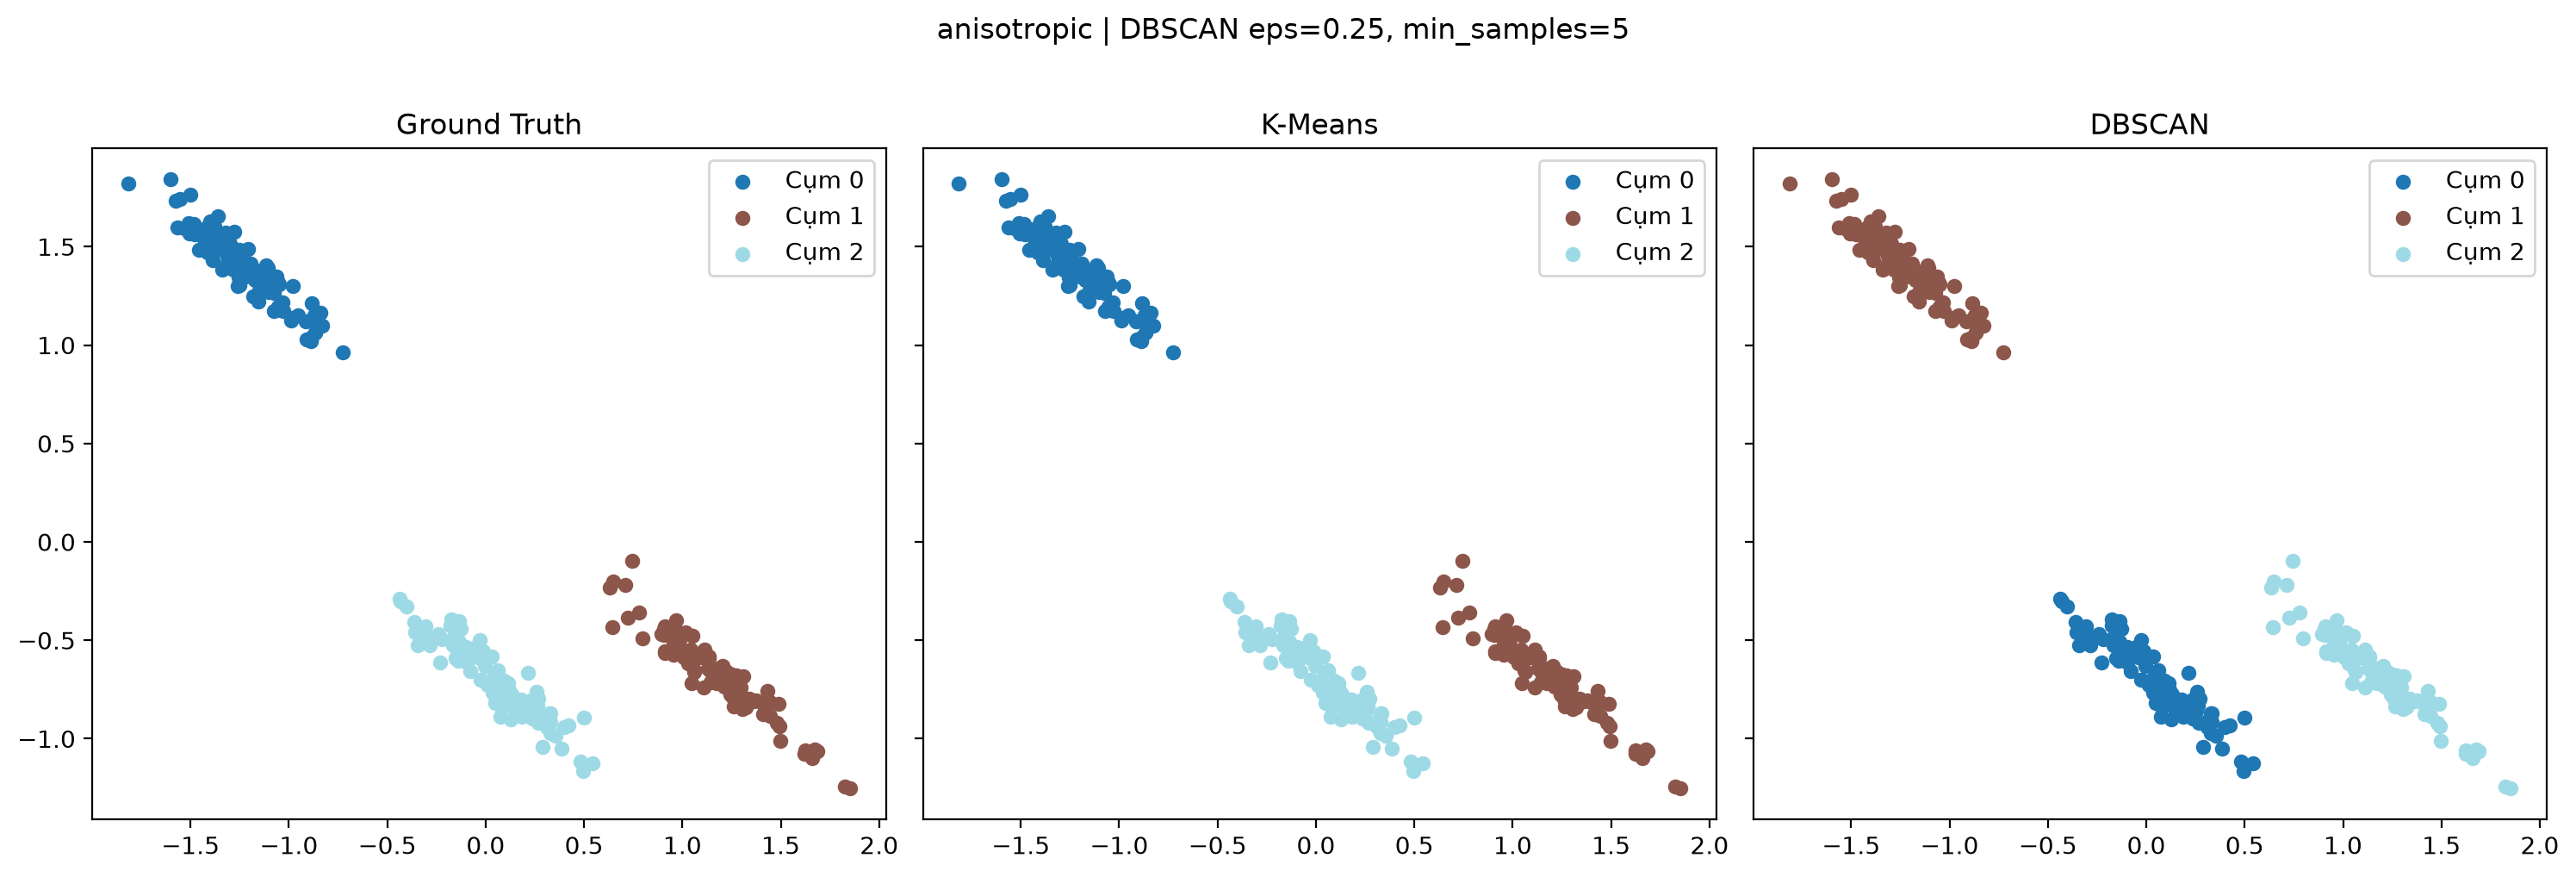 anisotropic | DBSCAN eps=0.25, min_samples=5
Ground Truth
K-Means
DBSCAN
Cụm 0
Cụm 1
Cụm 2
Cụm 0
Cụm 1
Cụm 2
Cụm 0
Cụm 1
Cụm 2
1.5
1.0
0.5
0.0
−0.5
−1.0
−1.5 −1.0 −0.5 0.0 0.5 1.0 1.5 2.0
−1.5 −1.0 −0.5 0.0 0.5 1.0 1.5 2.0
−1.5 −1.0 −0.5 0.0 0.5 1.0 1.5 2.0